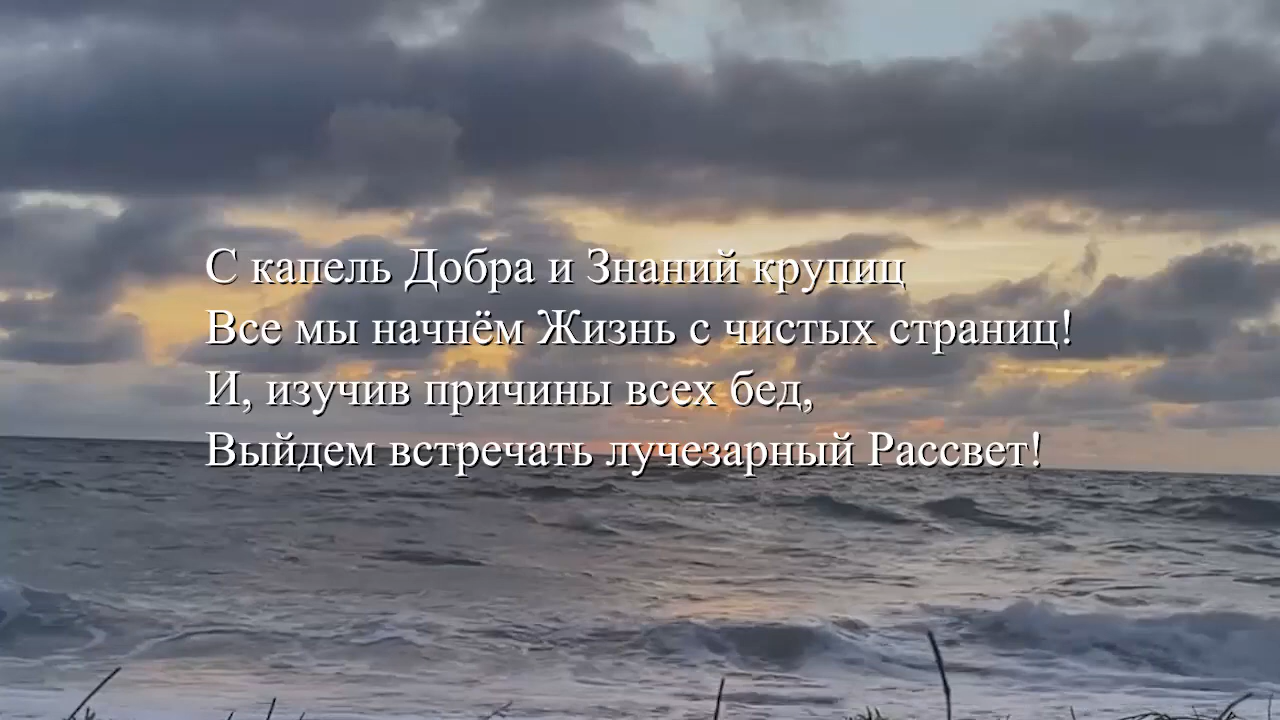 С капель Добра и Знаний крупиц
Все мы начнём Жизнь с чистых страниц!
И, изучив причины всех бед,
Выйдем встречать лучезарный Рассвет!